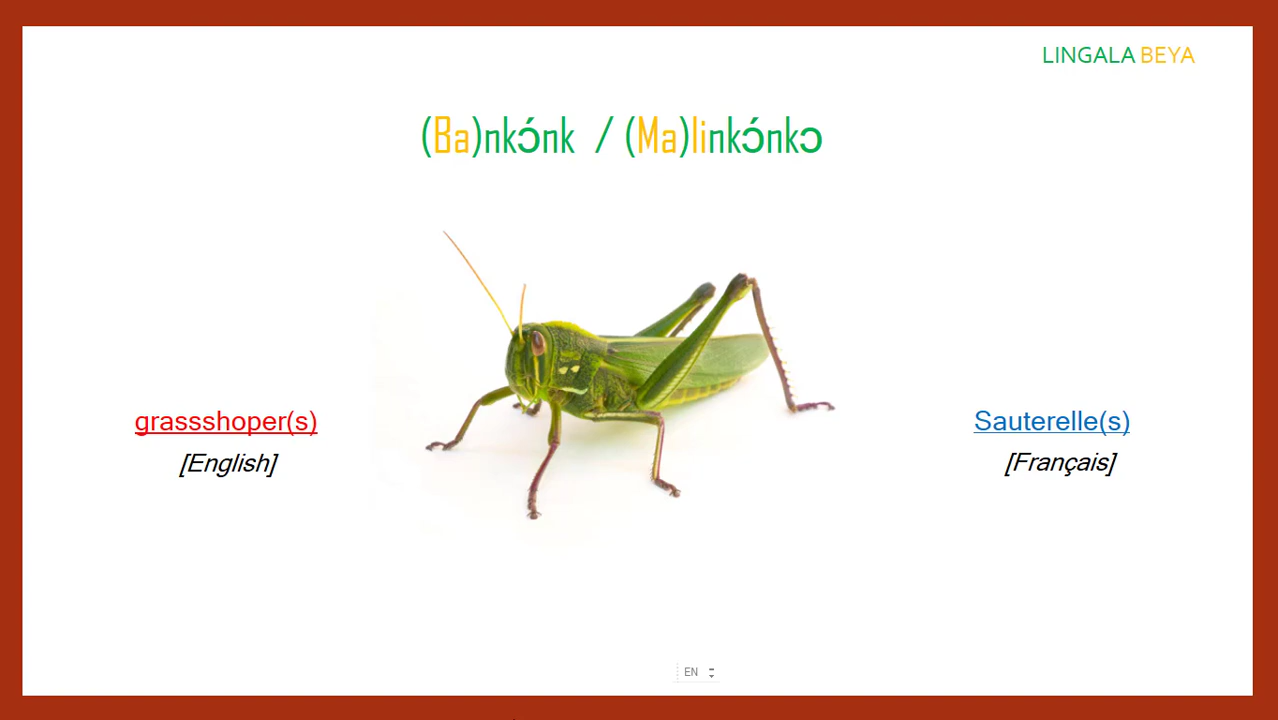 LINGALA BEYA
(Ba)nkɔ́nk / (Ma)linkɔ́nkɔ
grassshoper(s)
[English]
Sauterelle(s)
[Français]
EN